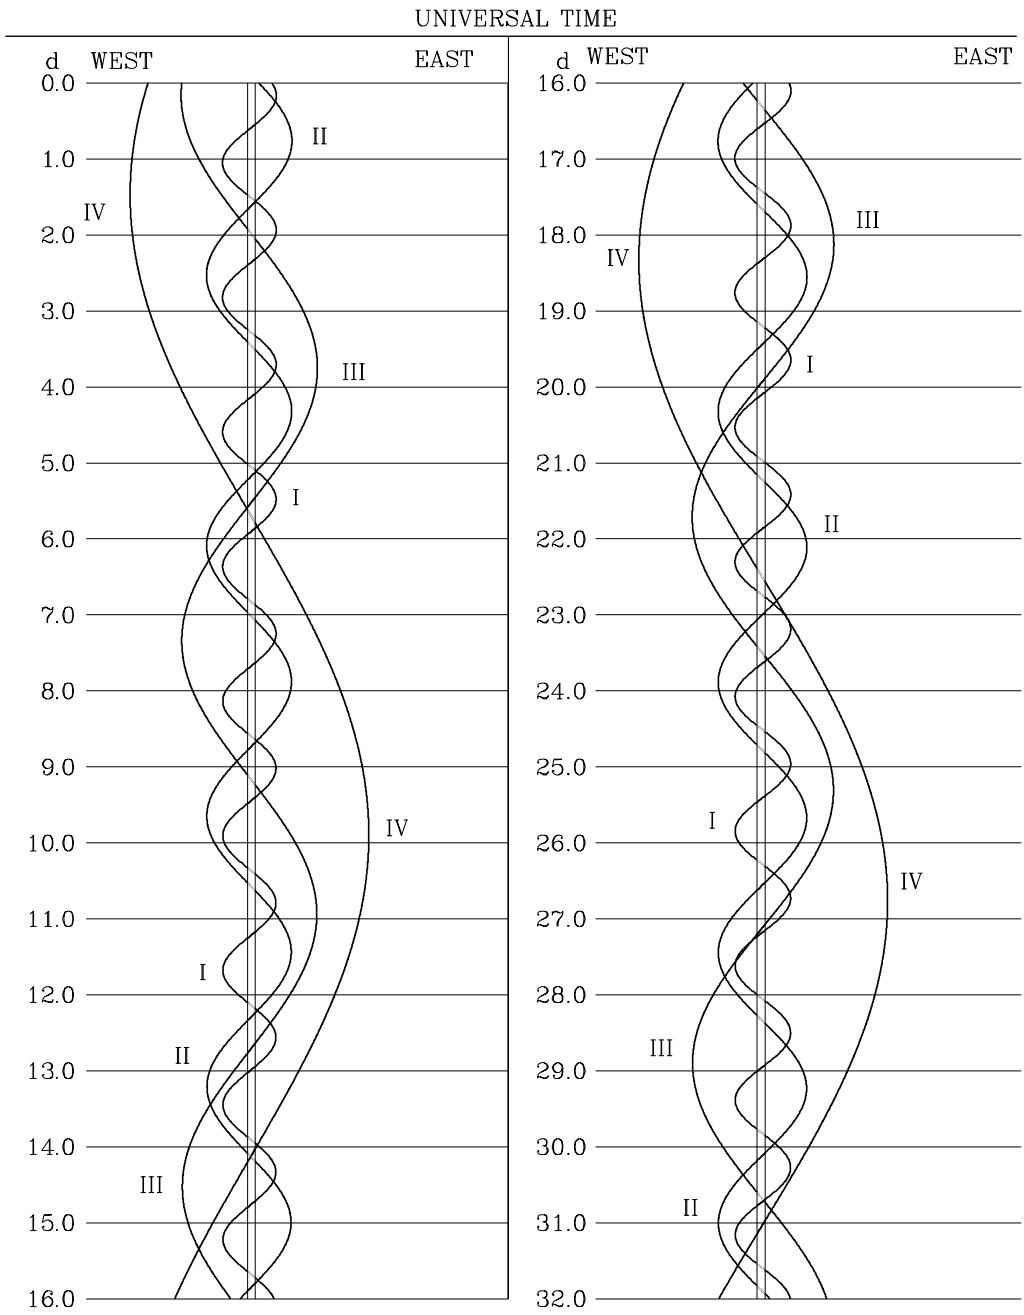 UNIVERSAL TIME
d WEST EAST
0.0
II
1.0
IV
2.0
3.0
III
4.0
5.0
I
6.0
7.0
8.0
9.0
IV
10.0
11.0
I
12.0
II
13.0
14.0
III
15.0
16.0
d WEST EAST
16.0
17.0
III
18.0
IV
19.0
I
20.0
21.0
II
22.0
23.0
24.0
25.0
I
26.0
IV
27.0
28.0
III
29.0
30.0
II
31.0
32.0